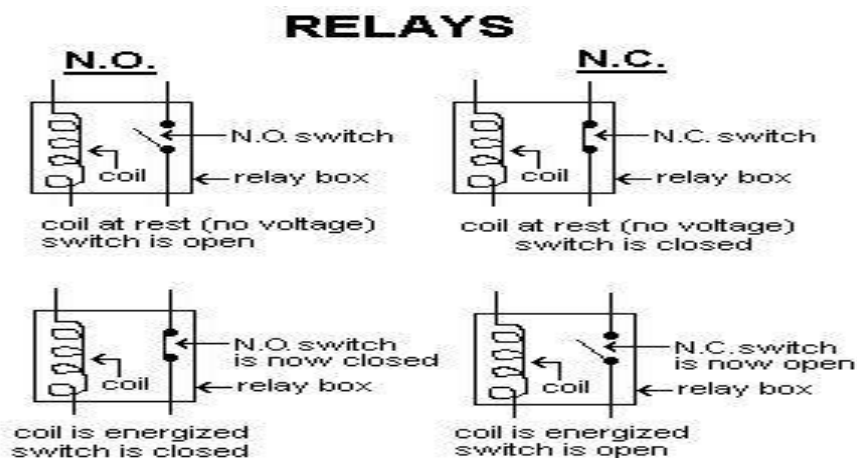 RELAYS
N.O.
N.C.
N.O. switch
coil
relay box
coil at rest (no voltage)
switch is open
N.C. switch
coil
relay box
coil at rest (no voltage)
switch is closed
N.O. switch
is now closed
coil
relay box
coil is energized
switch is closed
N.C. switch
is now open
coil
relay box
coil is energized
switch is open